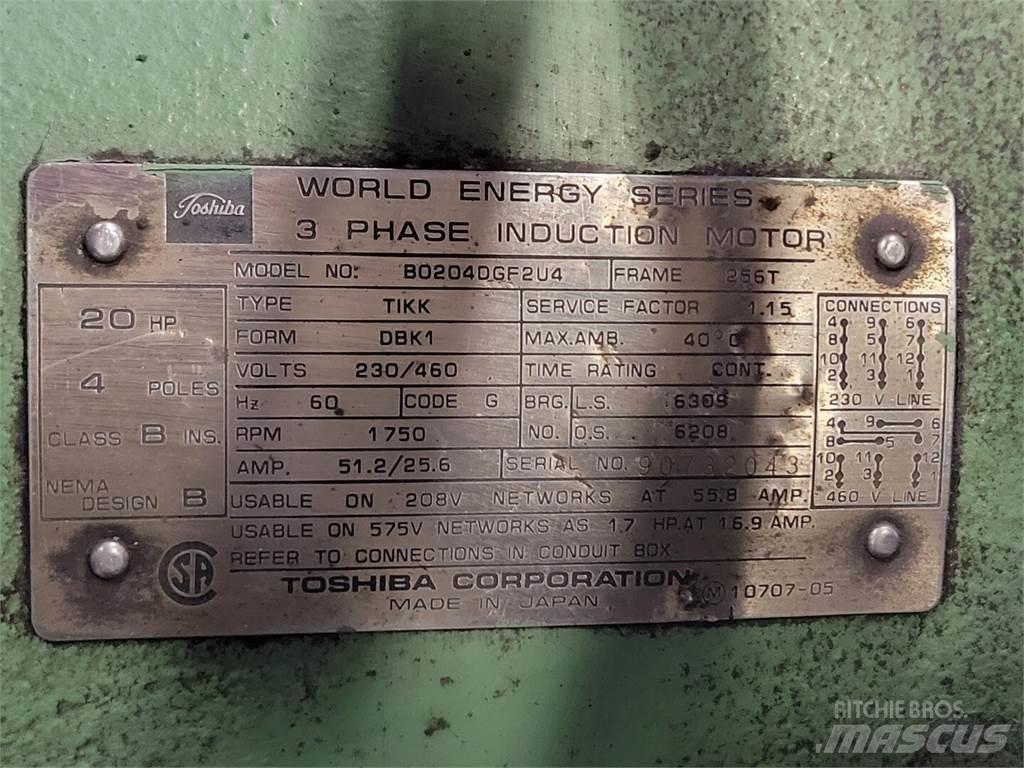 Toshiba
WORLD ENERGY SERIES
3 PHASE INDUCTION MOTOR
MODEL NO. B0204DGF2U4 FRAME 256T
20 HP
4 POLES
CLASS B INS.
NEMA
DESIGN B
TYPE TIKK SERVICE FACTOR 1.15
FORM DBK1 MAX.AMB. 40°C
VOLTS 230/460 TIME RATING CONT.
Hz 60 CODE G BRG. L.S. 6309
RPM 1750 NO. O.S. 6208
AMP. 51.2/25.6 SERIAL NO. 90732043
USABLE ON 208V NETWORKS AT 55.8 AMP.
USABLE ON 575V NETWORKS AS 17 HP.AT 16.9 AMP.
REFER TO CONNECTIONS IN CONDUIT BOX.
CONNECTIONS
4 9 6
8 5 7
10 11 12
2 3 1
230 V LINE
4 9 6
8 5 7
10 11 12
2 3 1
460 V LINE
CSA
TOSHIBA CORPORATION
MADE IN JAPAN
M 10707-05
RITCHIE BROS.
MASCUS